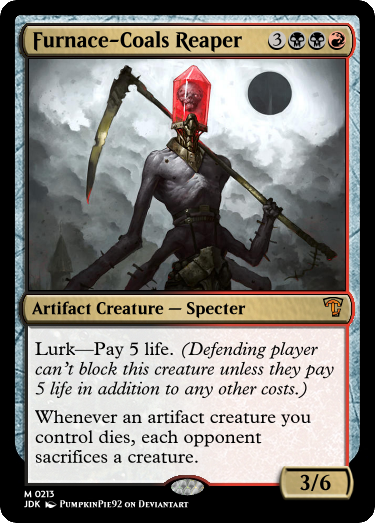 Furnace-Coals Reaper 3
Artifact Creature — Specter
Lurk—Pay 5 life. (Defending player
can't block this creature unless they pay
5 life in addition to any other costs.)
Whenever an artifact creature you
control dies, each opponent
sacrifices a creature.
3/6
M 0213
JDK PumpkinPie92 on Deviantart